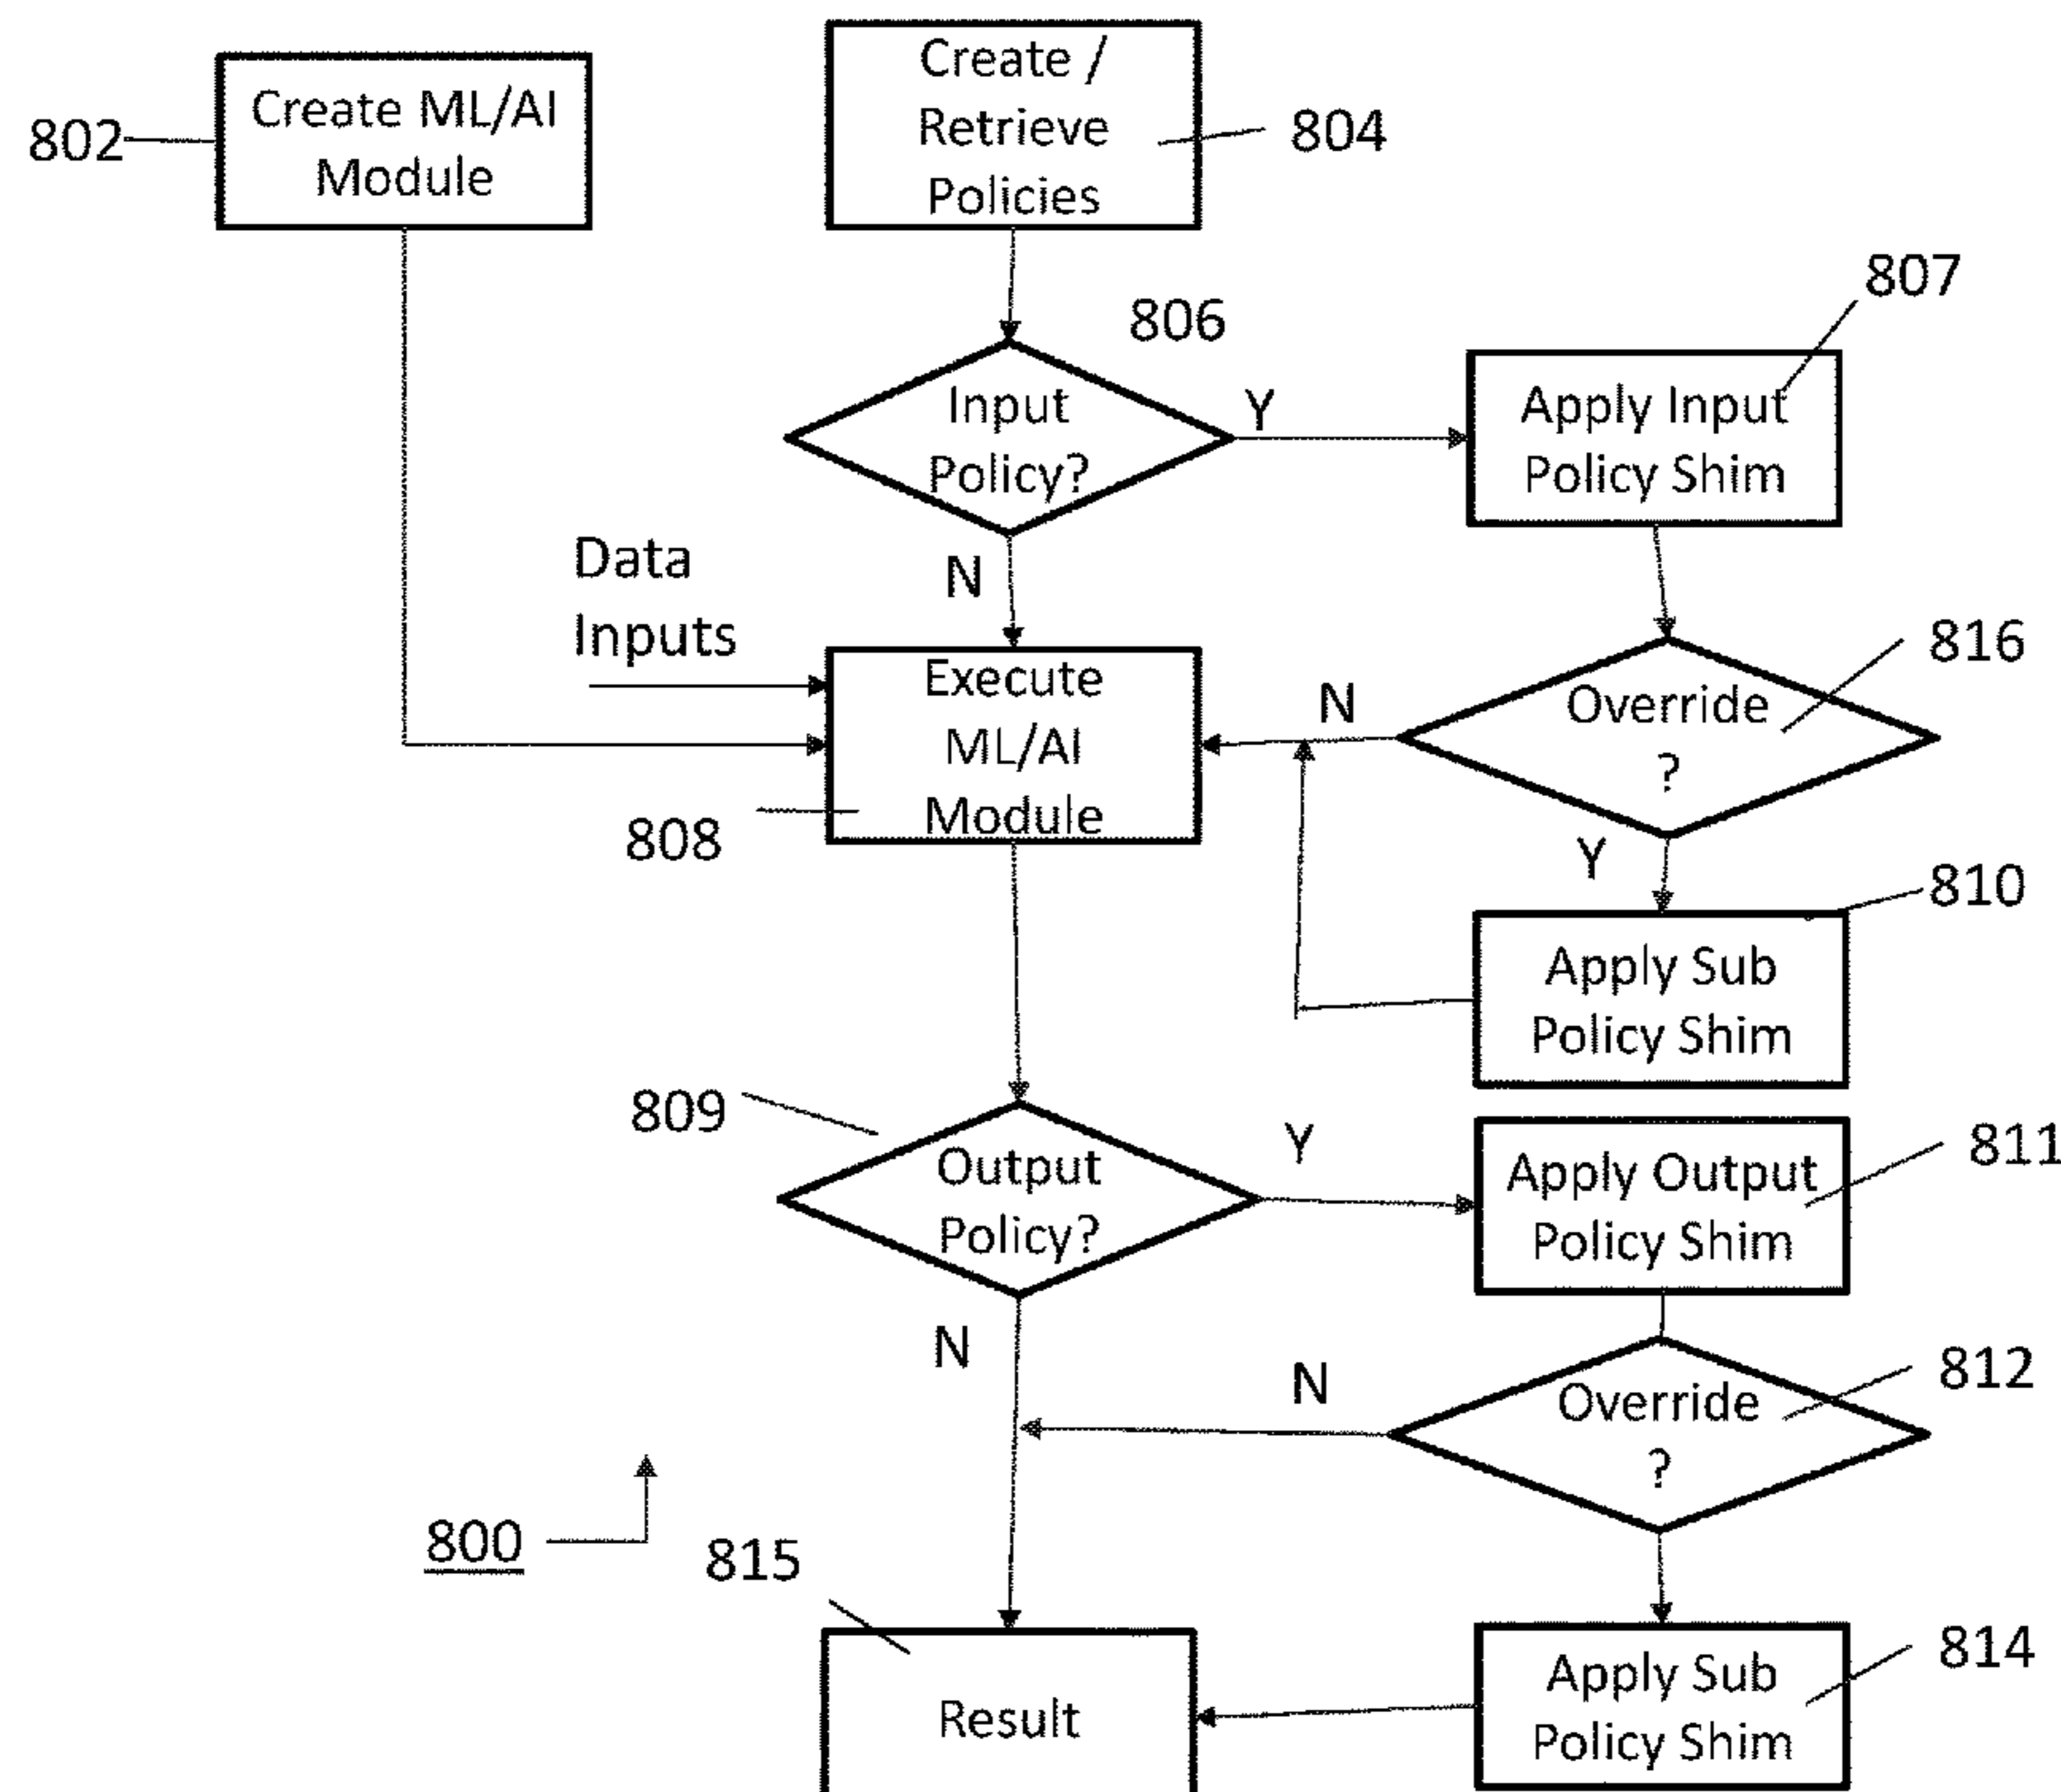 Create /
Retrieve
Policies
804
Create ML/AI
Module
802
807
806
Input
Policy?
Y
Apply Input
Policy Shim
N
Data
Inputs
816
Override
?
N
Execute
ML/AI
Module
808
Y
810
Apply Sub
Policy Shim
809
Output
Policy?
Y
811
Apply Output
Policy Shim
N
812
Override
?
N
800
815
Result
814
Apply Sub
Policy Shim